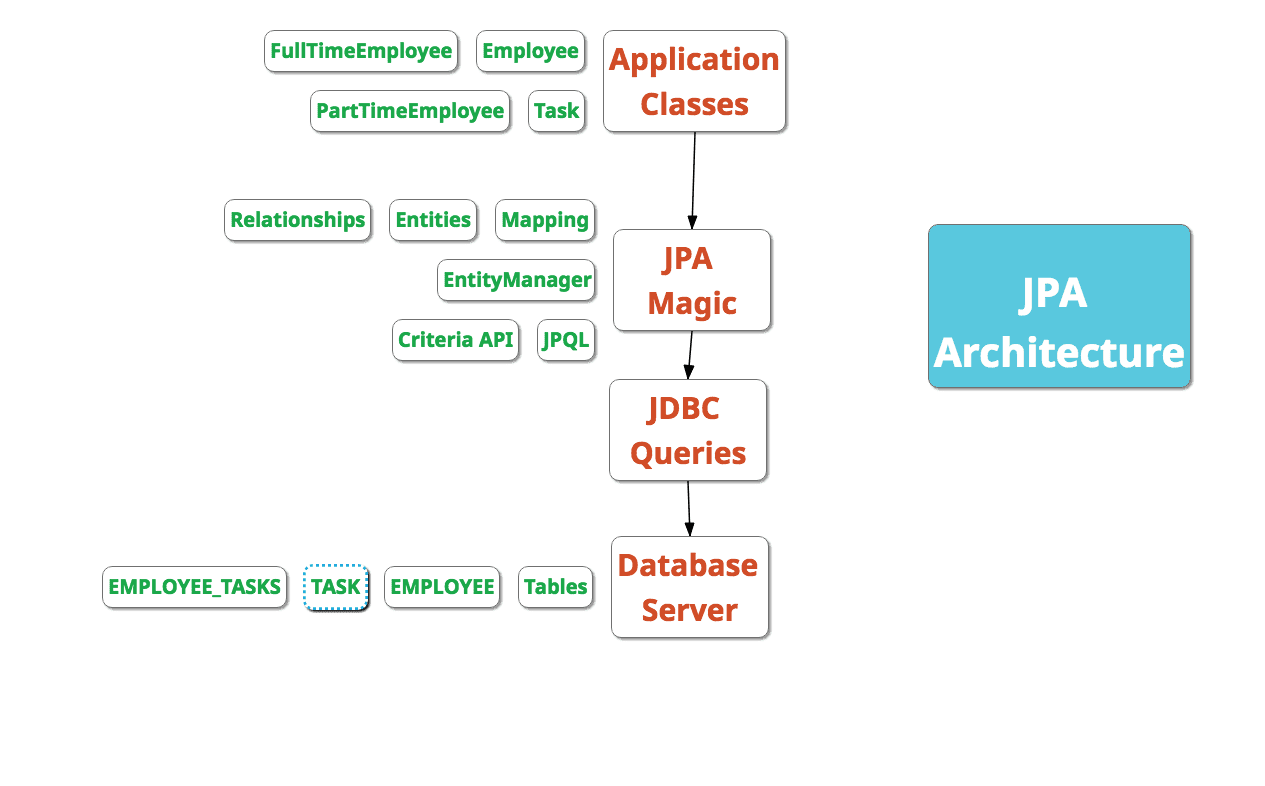 FullTimeEmployee
Employee
Application
Classes
PartTimeEmployee
Task
Relationships
Entities
Mapping
JPA
Magic
EntityManager
Criteria API
JPQL
JDBC
Queries
EMPLOYEE_TASKS
TASK
EMPLOYEE
Tables
Database
Server
JPA
Architecture